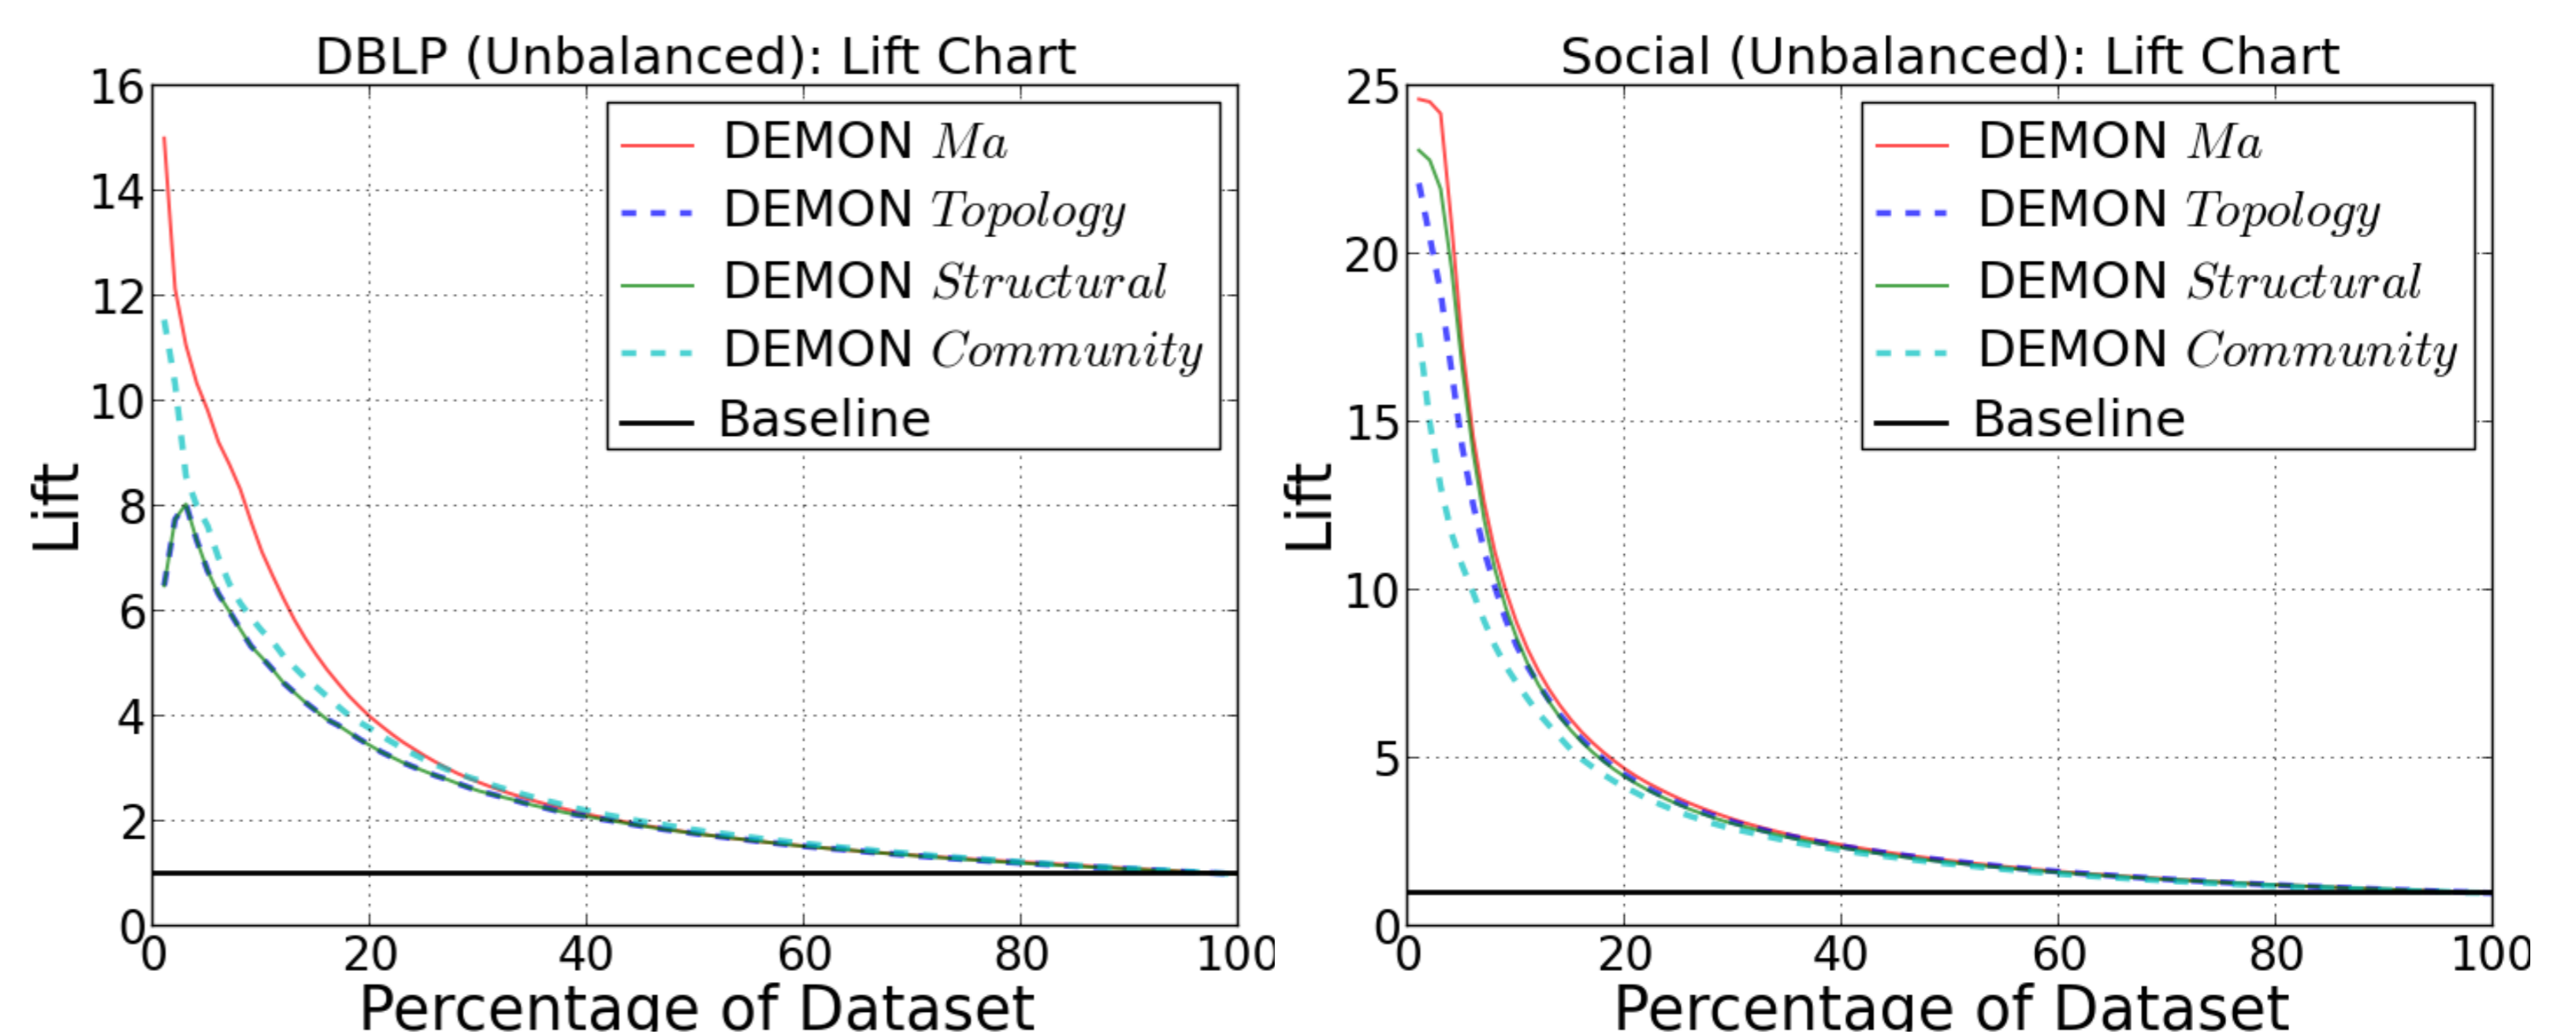 DBLP (Unbalanced): Lift Chart
16
14
12
10
8
6
4
2
0
Lift
DEMON Ma
DEMON Topology
DEMON Structural
DEMON Community
Baseline
0 20 40 60 80 100
Percentage of Dataset
Social (Unbalanced): Lift Chart
25
20
15
10
5
0
Lift
DEMON Ma
DEMON Topology
DEMON Structural
DEMON Community
Baseline
0 20 40 60 80 100
Percentage of Dataset